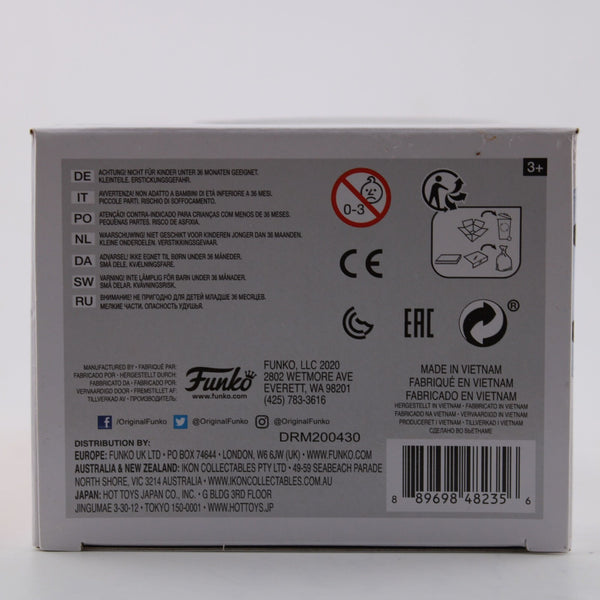 3+
DE ACHTUNG! NICHT FÜR KINDER UNTER 36 MONATEN GEEIGNET.
KLEINTEILE. ERSTICKUNGSGEFAHR.
IT AVVERTENZA! NON ADATTO A BAMBINI DI ETÀ INFERIORE A 36 MESI.
PICCOLE PARTI. RISCHIO DI SOFFOCAMENTO.
PO ATENÇÃO! CONTRA-INDICADO PARA CRIANÇAS COM MENOS DE 36 MESES.
PEQUENAS PARTES. RISCO DE ASFIXIA.
NL WAARSCHUWING! NIET GESCHIKT VOOR KINDEREN JONGER DAN 36 MAANDEN.
KLEINE ONDERDELEN. VERSTIKKINGSGEVAAR.
DA ADVARSEL! IKKE EGNET TIL BØRN UNDER 36 MÅNEDER.
SMÅ DELE. KVÆLNINGSFARE.
SW VARNING! INTE LÄMPLIG FÖR BARN UNDER 36 MÅNADER.
SMÅ DELAR. KVÄVNINGSRISK.
RU ВНИМАНИЕ! НЕ ПРИГОДНО ДЛЯ ДЕТЕЙ МЛАДШЕ 36 МЕСЯЦЕВ.
МЕЛКИЕ ЧАСТИ, ОПАСНОСТЬ УДУШЬЯ.
0-3
CE
EAC
®
MANUFACTURED BY • FABRIQUÉ PAR:
FABRICADO POR • HERGESTELLT DURCH:
FABBRICATO DA • FABRICADO POR:
VERVAARDIGD DOOR • FREMSTILLET AF:
TILLVERKAD AV •
Funko
www.funko.com
FUNKO, LLC 2020
2802 WETMORE AVE
EVERETT, WA 98201
(425) 783-3616
MADE IN VIETNAM
FABRIQUÉ EN VIETNAM
FABRICADO EN VIETNAM
HERGESTELLT IN VIETNAM • FABBRICATO IN VIETNAM
FABRICADO NA VIETNAM • VERVAARDIGD IN VIETNAM
PRODUCERET I VIETNAM • TILLVERKAD I VIETNAM
СДЕЛАНО ВО ВЬЕТНАМЕ
/OriginalFunko @OriginalFunko @OriginalFunko
DRM200430
DISTRIBUTION BY:
EUROPE: FUNKO UK LTD • PO BOX 74644 • LONDON, W6 6JW • WWW.FUNKO.COM
AUSTRALIA & NEW ZEALAND: IKON COLLECTABLES PTY LTD • 49-59 SEABEACH PARADE
NORTH SHORE, VIC 3214 AUSTRALIA • WWW.IKONCOLLECTABLES.COM.AU
JAPAN: HOT TOYS JAPAN CO., INC. • G BLDG 3RD FLOOR
JINGUMAE 3-30-12 • TOKYO 150-0001 • WWW.HOTTOYS.JP
8 89698 48235 6